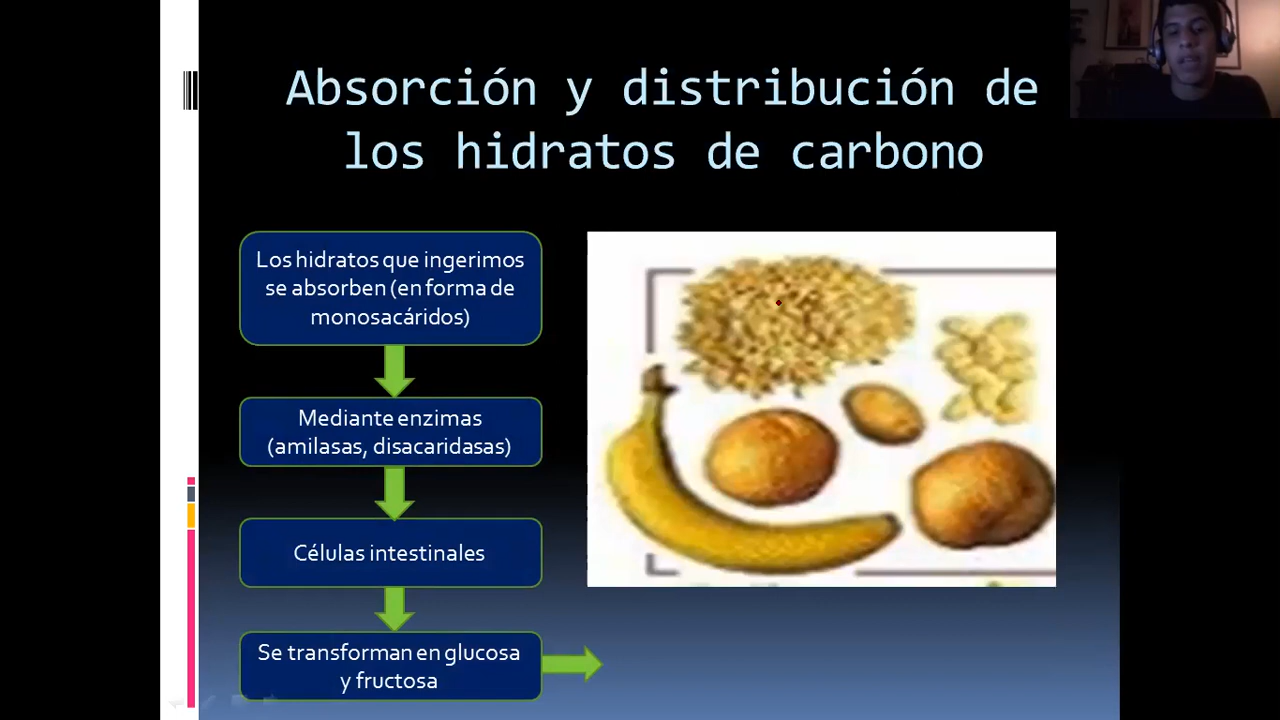 Absorción y distribución de
los hidratos de carbono
Los hidratos que ingerimos
se absorben (en forma de
monosacáridos)
Mediante enzimas
(amilasas, disacaridasas)
Células intestinales
Se transforman en glucosa
y fructosa